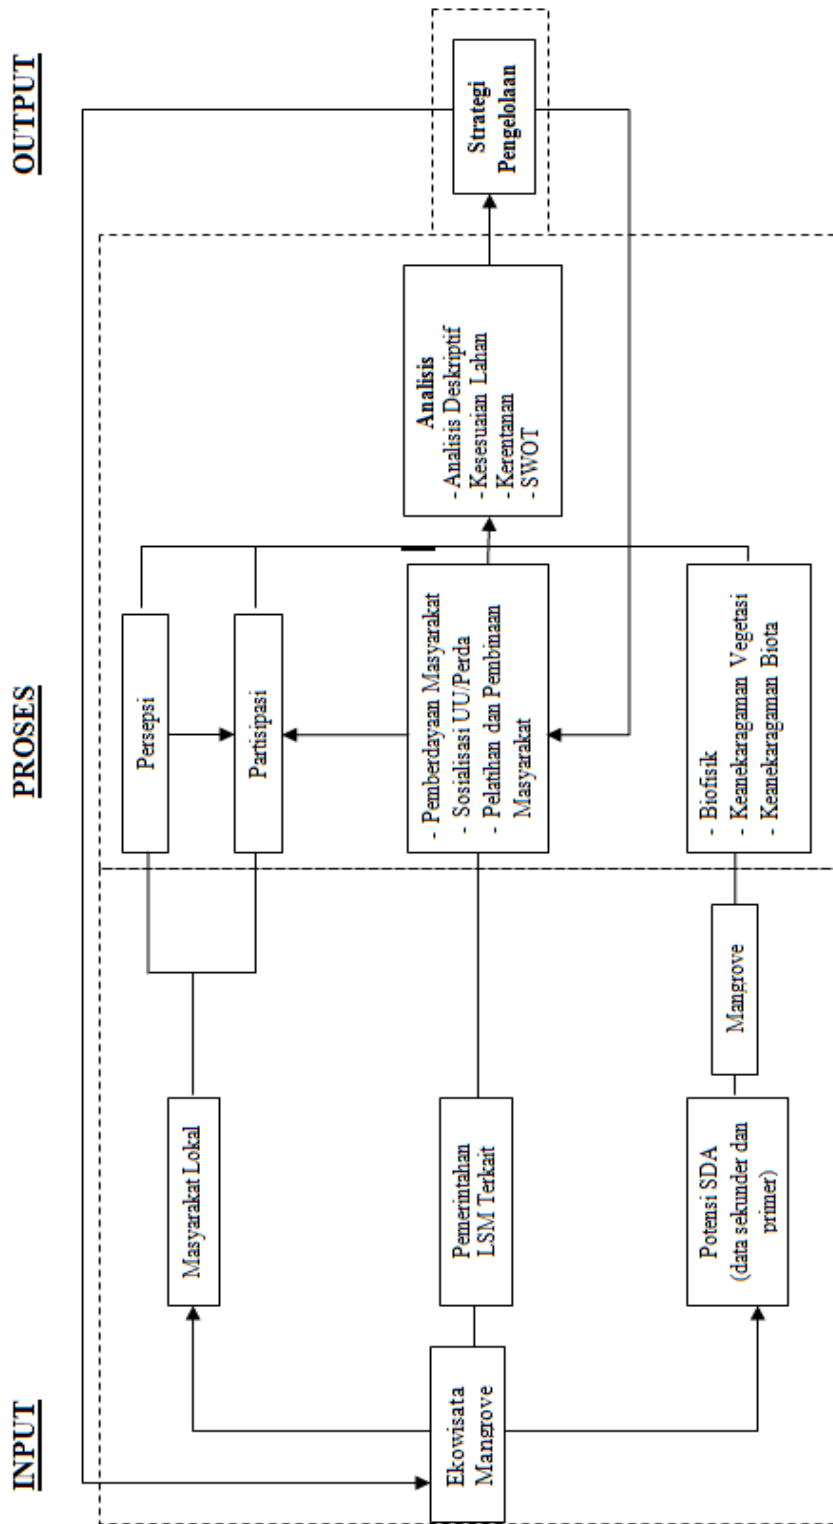 INPUT
PROSES
OUTPUT
Ekowisata
Mangrove
Masyarakat Lokal
Pemerintahan
LSM Terkait
Potensi SDA
(data sekunder dan
primer)
Mangrove
Persepsi
Partisipasi
- Pemberdayaan Masyarakat
- Sosialisasi UU/Perda
- Pelatihan dan Pembinaan
Masyarakat
- Biofisik
- Keanekaragaman Vegetasi
- Keanekaragaman Biota
Analisis
- Analisis Deskriptif
- Kesesuaian Lahan
- Kerentanan
- SWOT
Strategi
Pengelolaan